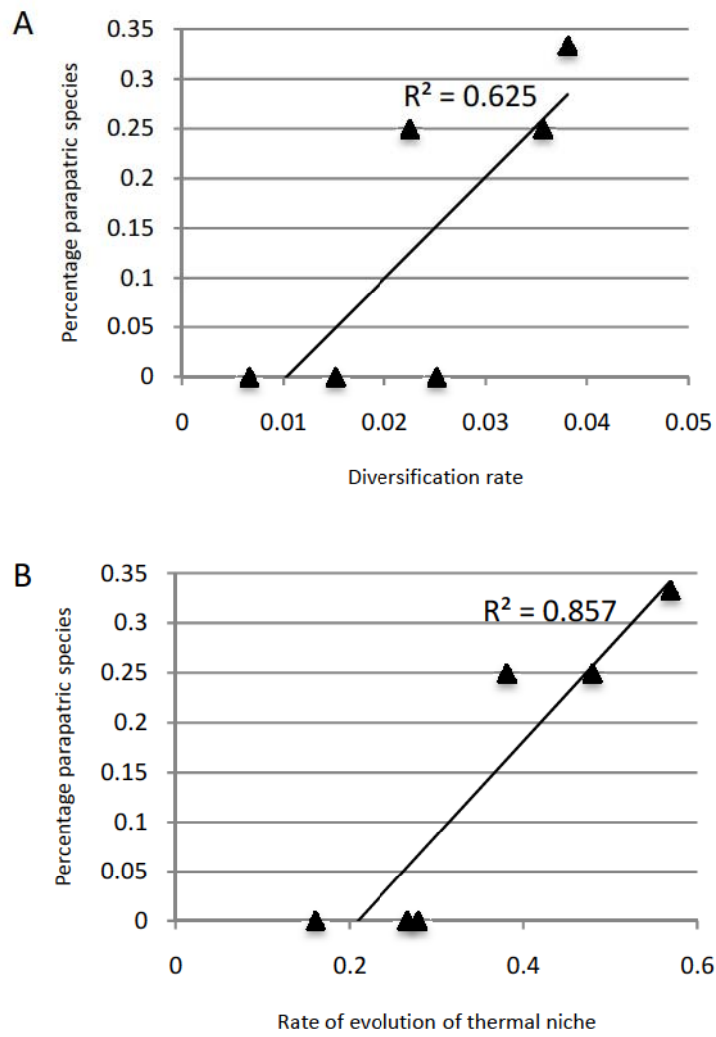 A
Percentage parapatric species
0.35
0.3
0.25
0.2
0.15
0.1
0.05
0
R² = 0.625
0 0.01 0.02 0.03 0.04 0.05
Diversification rate
B
Percentage parapatric species
0.35
0.3
0.25
0.2
0.15
0.1
0.05
0
R² = 0.857
0 0.2 0.4 0.6
Rate of evolution of thermal niche